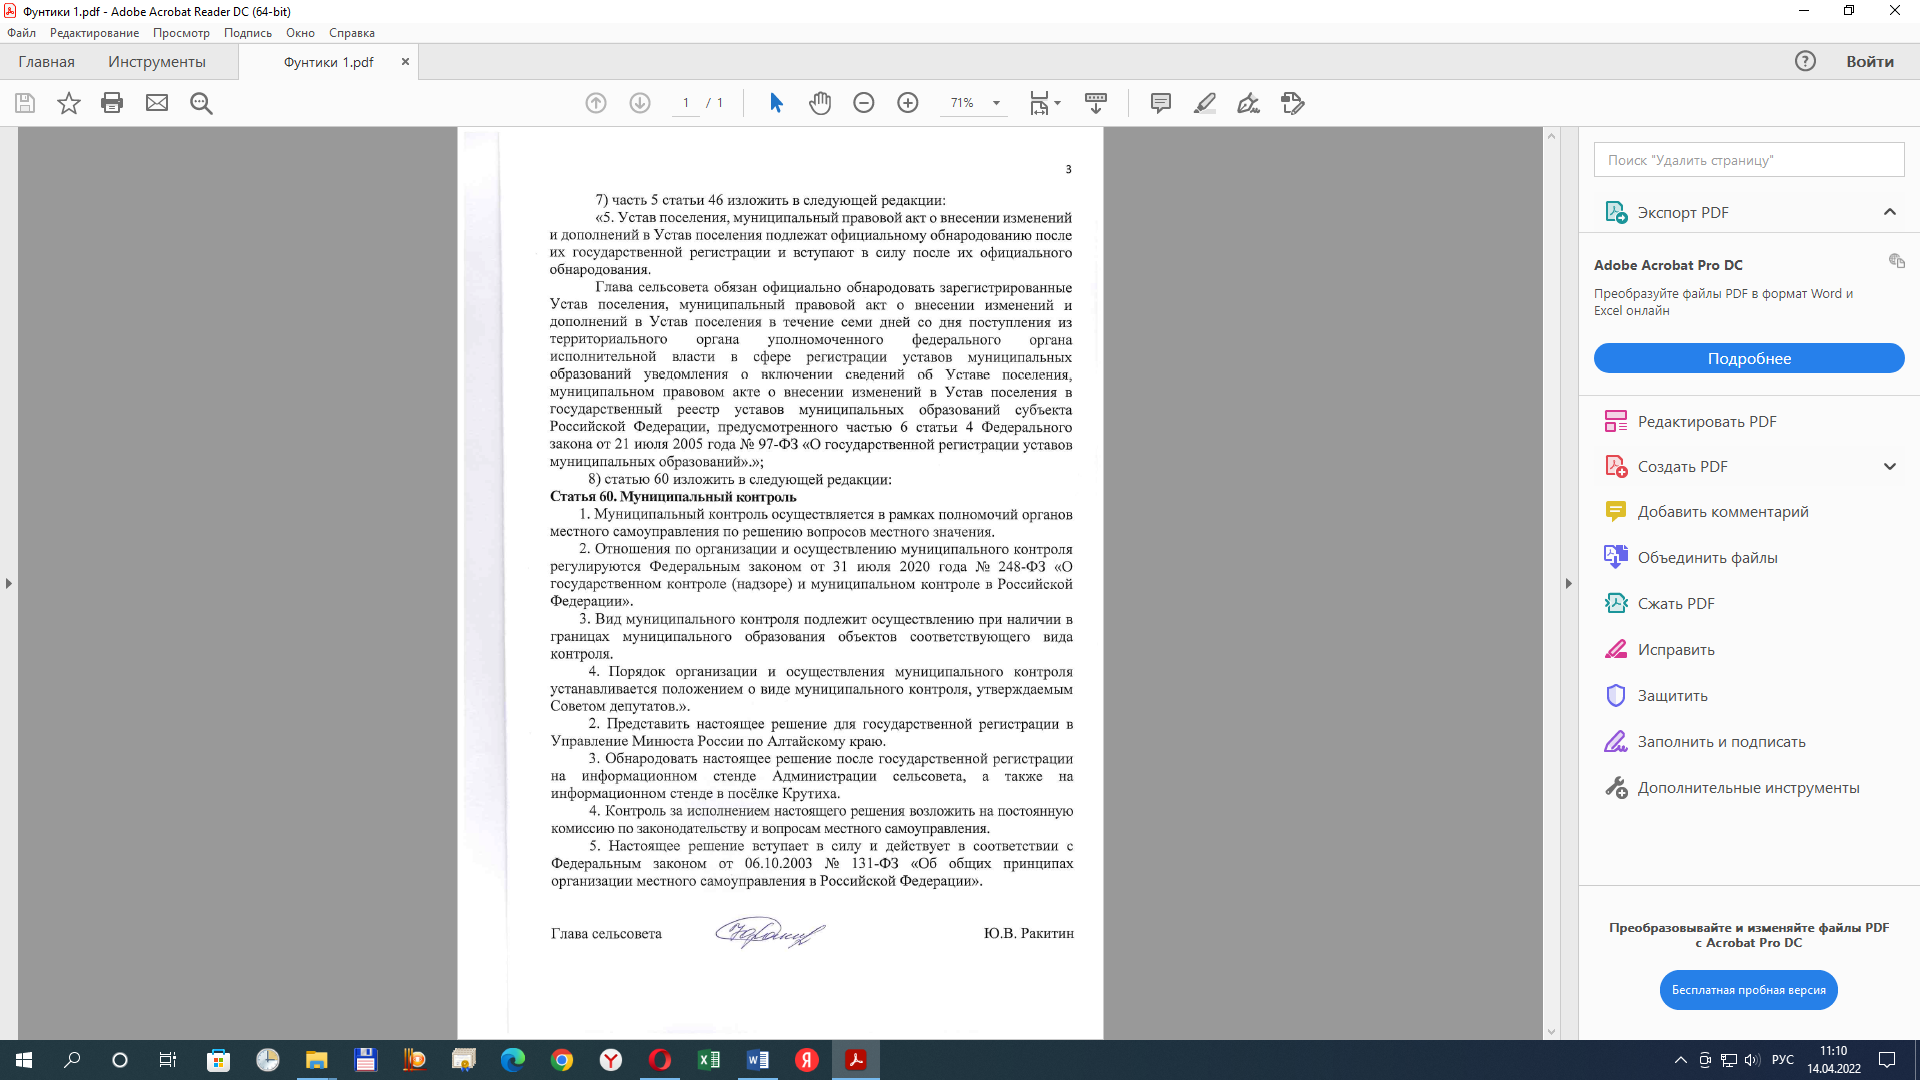 Фунтики 1.pdf - Adobe Acrobat Reader DC (64-bit)
Файл Редактирование Просмотр Подпись Окно Справка
Главная Инструменты Фунтики 1.pdf × Войти
1 / 1 71%
3
7) часть 5 статьи 46 изложить в следующей редакции:
«5. Устав поселения, муниципальный правовой акт о внесении изменений
и дополнений в Устав поселения подлежат официальному обнародованию после
их государственной регистрации и вступают в силу после их официального
обнародования.
Глава сельсовета обязан официально обнародовать зарегистрированные
Устав поселения, муниципальный правовой акт о внесении изменений и
дополнений в Устав поселения в течение семи дней со дня поступления из
территориального органа уполномоченного федерального органа
исполнительной власти в сфере регистрации уставов муниципальных
образований уведомления о включении сведений об Уставе поселения,
муниципальном правовом акте о внесении изменений в Устав поселения в
государственный реестр уставов муниципальных образований субъекта
Российской Федерации, предусмотренного частью 6 статьи 4 Федерального
закона от 21 июля 2005 года № 97-ФЗ «О государственной регистрации уставов
муниципальных образований».»;
8) статью 60 изложить в следующей редакции:
Статья 60. Муниципальный контроль
1. Муниципальный контроль осуществляется в рамках полномочий органов
местного самоуправления по решению вопросов местного значения.
2. Отношения по организации и осуществлению муниципального контроля
регулируются Федеральным законом от 31 июля 2020 года № 248-ФЗ «О
государственном контроле (надзоре) и муниципальном контроле в Российской
Федерации».
3. Вид муниципального контроля подлежит осуществлению при наличии в
границах муниципального образования объектов соответствующего вида
контроля.
4. Порядок организации и осуществления муниципального контроля
устанавливается положением о виде муниципального контроля, утверждаемым
Советом депутатов.».
2. Представить настоящее решение для государственной регистрации в
Управление Минюста России по Алтайскому краю.
3. Обнародовать настоящее решение после государственной регистрации
на информационном стенде Администрации сельсовета, а также на
информационном стенде в посёлке Крутиха.
4. Контроль за исполнением настоящего решения возложить на постоянную
комиссию по законодательству и вопросам местного самоуправления.
5. Настоящее решение вступает в силу и действует в соответствии с
Федеральным законом от 06.10.2003 № 131-ФЗ «Об общих принципах
организации местного самоуправления в Российской Федерации».
Глава сельсовета Ю.В. Ракитин
Поиск "Удалить страницу"
Экспорт PDF
Adobe Acrobat Pro DC
Преобразуйте файлы PDF в формат Word и
Excel онлайн
Подробнее
Редактировать PDF
Создать PDF
Добавить комментарий
Объединить файлы
Сжать PDF
Исправить
Защитить
Заполнить и подписать
Дополнительные инструменты
Преобразовывайте и изменяйте файлы PDF
с Acrobat Pro DC
Бесплатная пробная версия
РУС
11:10
14.04.2022